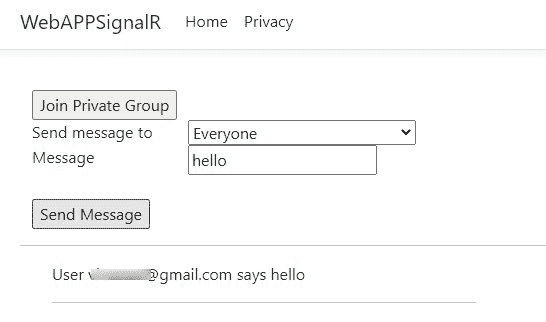 WebAPPSignalR Home Privacy
Join Private Group
Send message to Everyone
Message hello
Send Message
User @gmail.com says hello